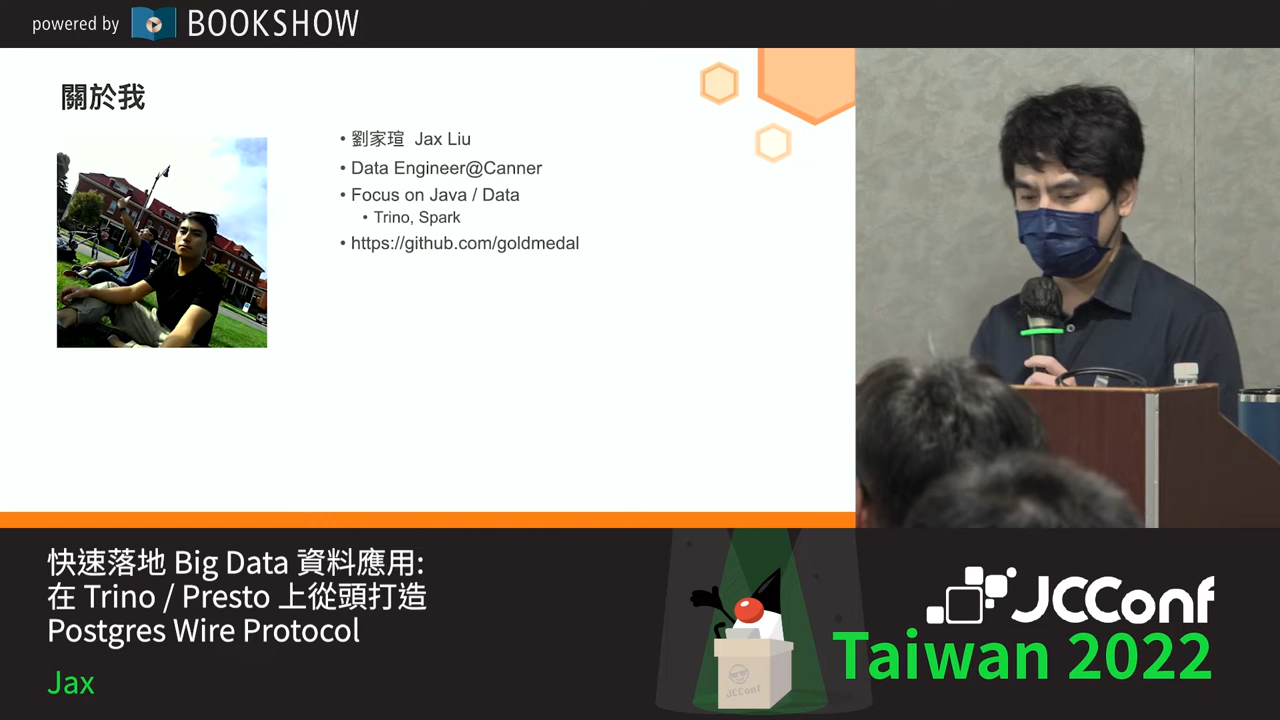 powered by BOOKSHOW
關於我
• 劉家瑄 Jax Liu
• Data Engineer@Canner
• Focus on Java / Data
• Trino, Spark
• https://github.com/goldmedal
快速落地 Big Data 資料應用:
在 Trino / Presto 上從頭打造
Postgres Wire Protocol
Jax
JCConf
JCConf
Taiwan 2022